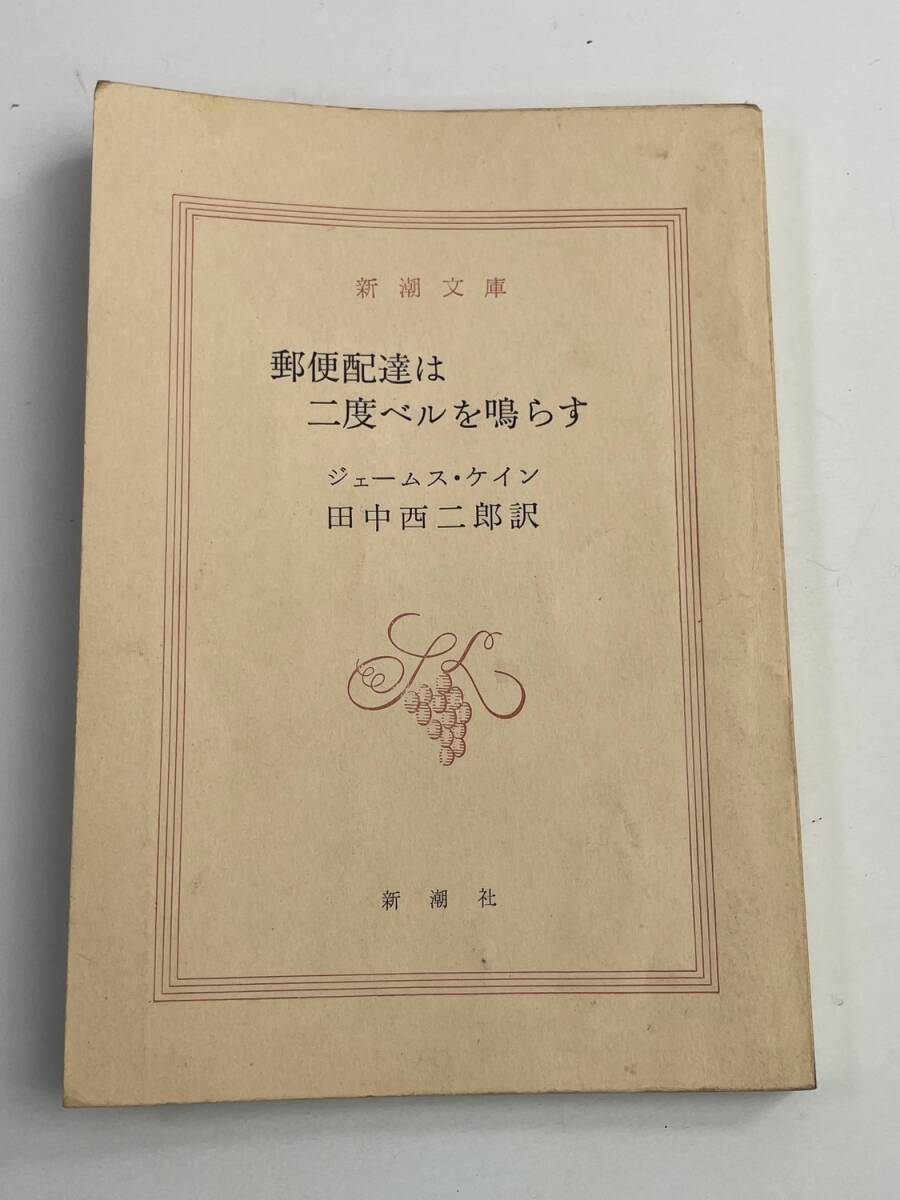 新潮文庫
郵便配達は
二度ベルを鳴らす
ジェームス・ケイン
田中西二郎訳
新潮社